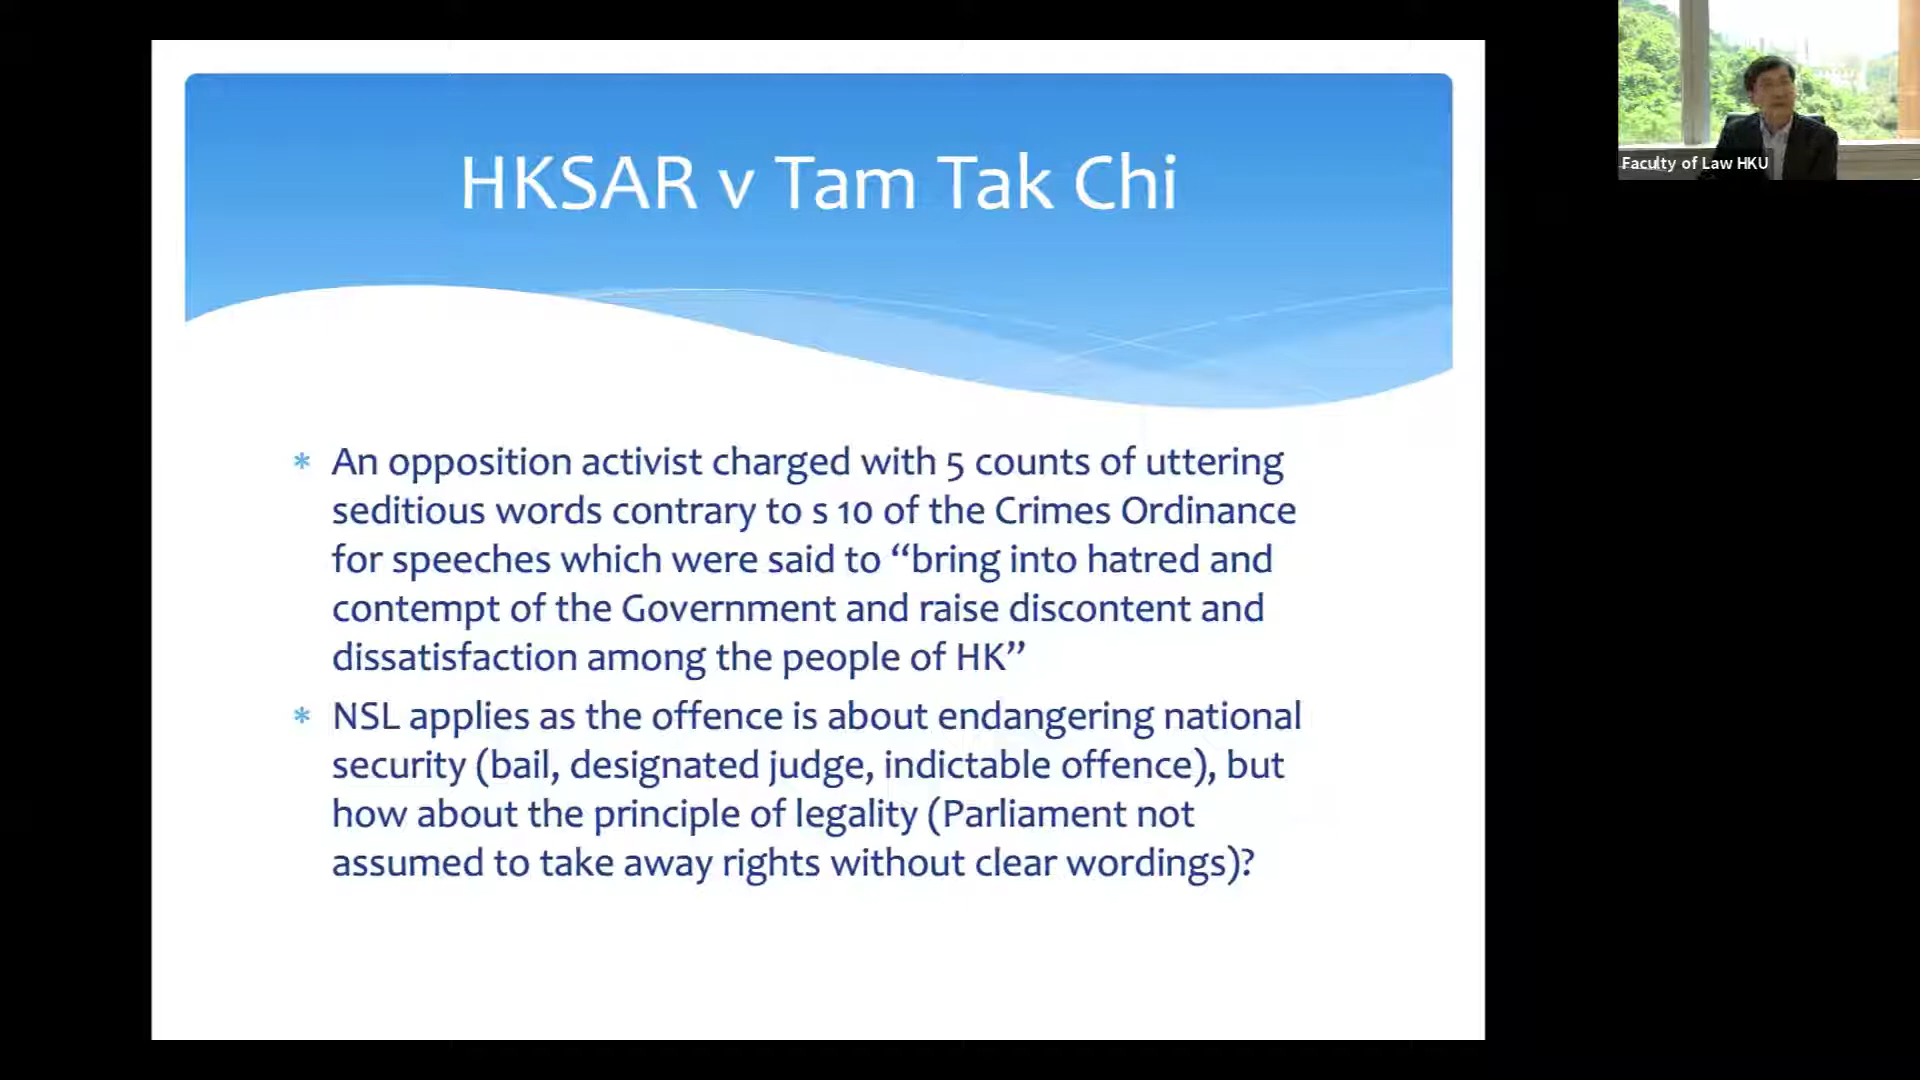 HKSAR v Tam Tak Chi
Faculty of Law HKU
* An opposition activist charged with 5 counts of uttering
seditious words contrary to s 10 of the Crimes Ordinance
for speeches which were said to “bring into hatred and
contempt of the Government and raise discontent and
dissatisfaction among the people of HK”
* NSL applies as the offence is about endangering national
security (bail, designated judge, indictable offence), but
how about the principle of legality (Parliament not
assumed to take away rights without clear wordings)?